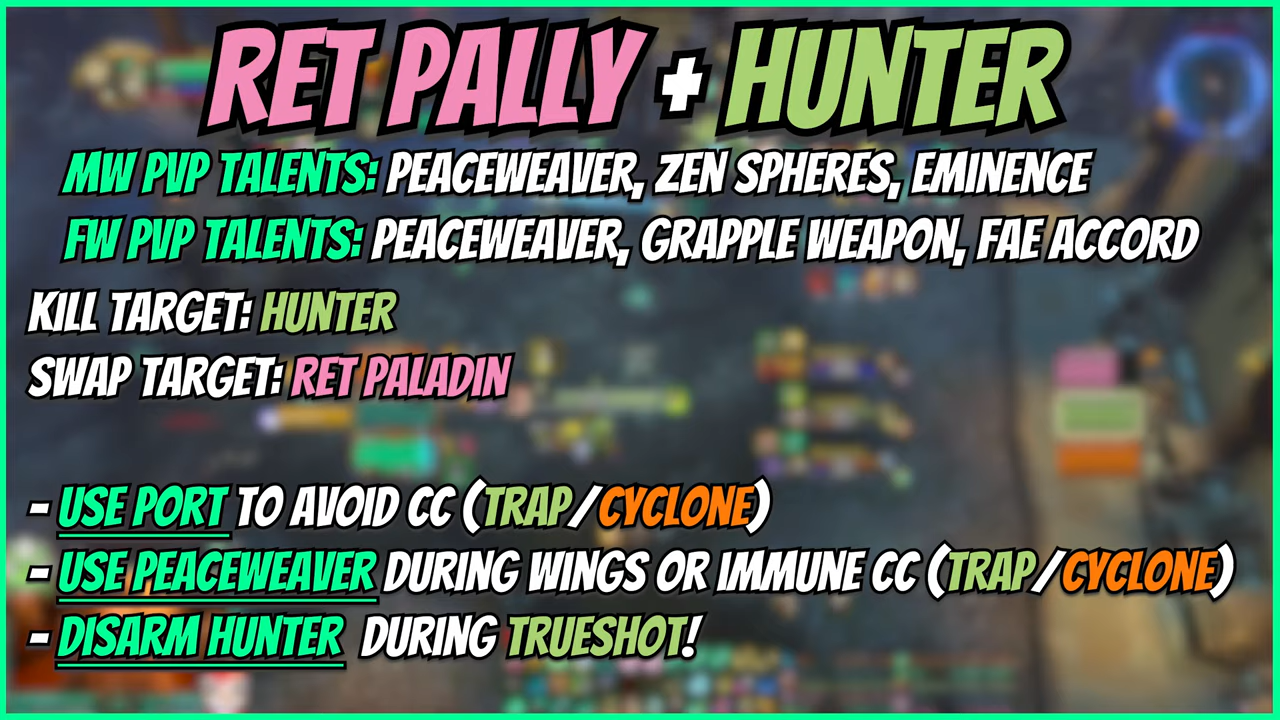 RET PALLY + HUNTER
MW PVP TALENTS: PEACEWEAVER, ZEN SPHERES, EMINENCE
FW PVP TALENTS: PEACEWEAVER, GRAPPLE WEAPON, FAE ACCORD
KILL TARGET: HUNTER
SWAP TARGET: RET PALADIN
- USE PORT TO AVOID CC (TRAP/CYCLONE)
- USE PEACEWEAVER DURING WINGS OR IMMUNE CC (TRAP/CYCLONE)
- DISARM HUNTER DURING TRUESHOT!